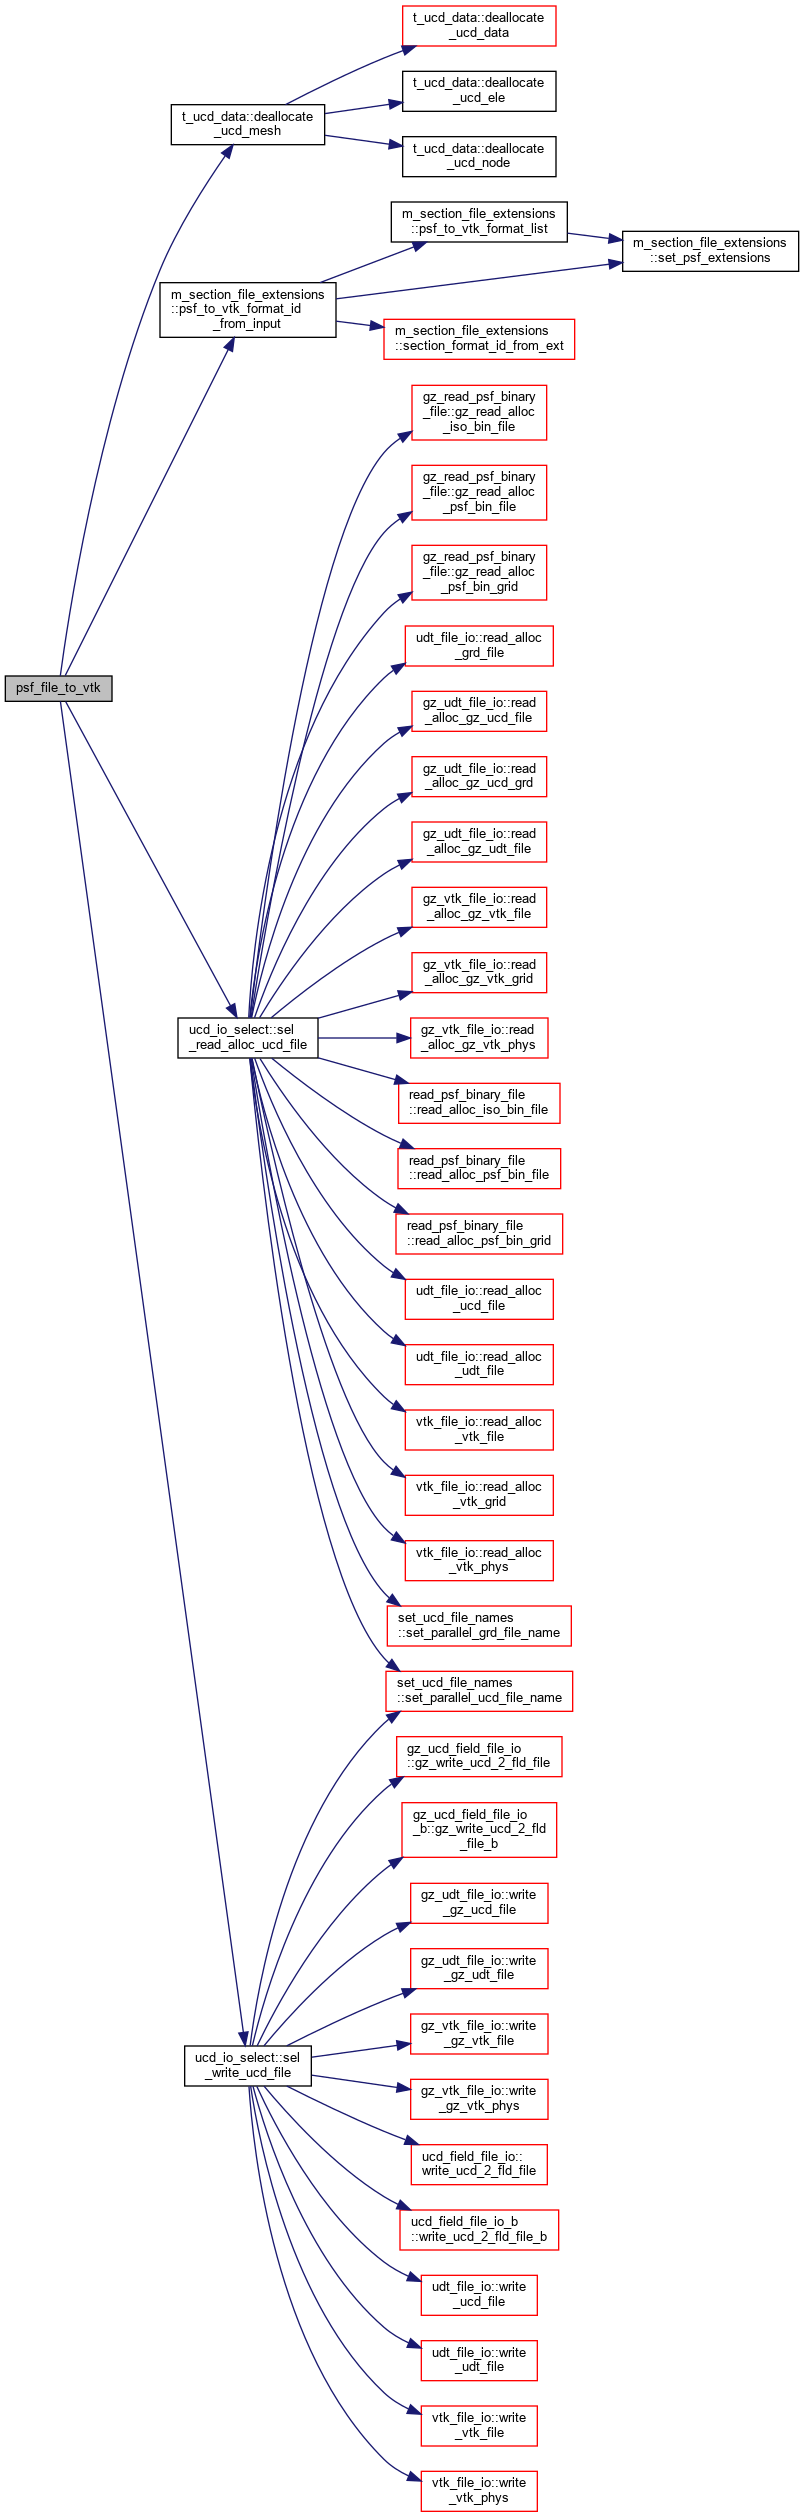 t_ucd_data::deallocate
_ucd_data
t_ucd_data::deallocate
_ucd_ele
t_ucd_data::deallocate
_ucd_mesh
t_ucd_data::deallocate
_ucd_node
m_section_file_extensions
::psf_to_vtk_format_list
m_section_file_extensions
::set_psf_extensions
m_section_file_extensions
::psf_to_vtk_format_id
_from_input
m_section_file_extensions
::section_format_id_from_ext
gz_read_psf_binary
_file::gz_read_alloc
_iso_bin_file
gz_read_psf_binary
_file::gz_read_alloc
_psf_bin_file
gz_read_psf_binary
_file::gz_read_alloc
_psf_bin_grid
udt_file_io::read_alloc
_grd_file
psf_file_to_vtk
gz_udt_file_io::read
_alloc_gz_ucd_file
gz_udt_file_io::read
_alloc_gz_ucd_grd
gz_udt_file_io::read
_alloc_gz_udt_file
gz_vtk_file_io::read
_alloc_gz_vtk_file
gz_vtk_file_io::read
_alloc_gz_vtk_grid
ucd_io_select::sel
_read_alloc_ucd_file
gz_vtk_file_io::read
_alloc_gz_vtk_phys
read_psf_binary_file
::read_alloc_iso_bin_file
read_psf_binary_file
::read_alloc_psf_bin_file
read_psf_binary_file
::read_alloc_psf_bin_grid
udt_file_io::read_alloc
_ucd_file
udt_file_io::read_alloc
_udt_file
vtk_file_io::read_alloc
_vtk_file
vtk_file_io::read_alloc
_vtk_grid
vtk_file_io::read_alloc
_vtk_phys
set_ucd_file_names
::set_parallel_grd_file_name
set_ucd_file_names
::set_parallel_ucd_file_name
gz_ucd_field_file_io
::gz_write_ucd_2_fld_file
gz_ucd_field_file_io
_b::gz_write_ucd_2_fld
_file_b
gz_udt_file_io::write
_gz_ucd_file
gz_udt_file_io::write
_gz_udt_file
gz_vtk_file_io::write
_gz_vtk_file
ucd_io_select::sel
_write_ucd_file
gz_vtk_file_io::write
_gz_vtk_phys
ucd_field_file_io::
write_ucd_2_fld_file
ucd_field_file_io_b
::write_ucd_2_fld_file_b
udt_file_io::write
_ucd_file
udt_file_io::write
_udt_file
vtk_file_io::write
_vtk_file
vtk_file_io::write
_vtk_phys